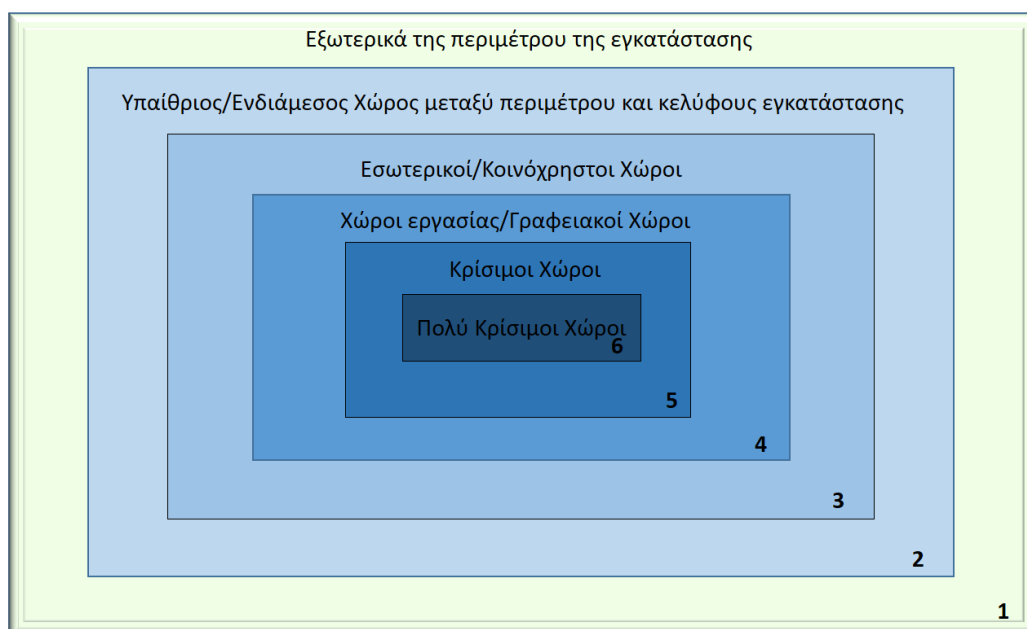 Εξωτερικά της περιμέτρου της εγκατάστασης
Υπαίθριος/Ενδιάμεσος Χώρος μεταξύ περιμέτρου και κελύφους εγκατάστασης
Εσωτερικοί/Κοινόχρηστοι Χώροι
Χώροι εργασίας/Γραφειακοί Χώροι
Κρίσιμοι Χώροι
Πολύ Κρίσιμοι Χώροι
6
5
4
3
2
1